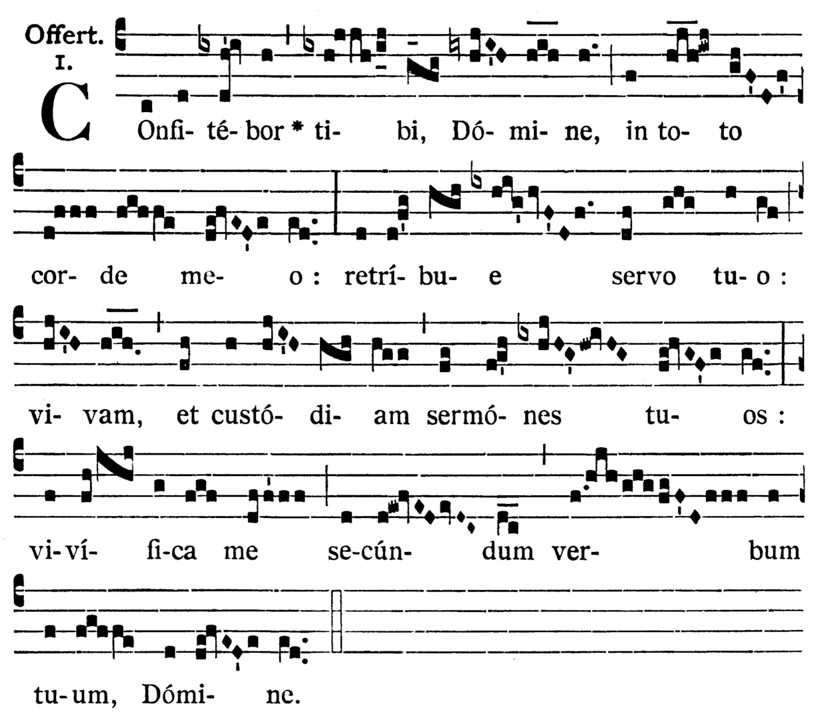 Offert.
1.
COnfi- té- bor * ti- bi, Dó- mi- ne, in to- to
cor- de me- o : retrí- bu- e servo tu- o :
vi- vam, et custó- di- am sermó- nes tu- os :
vi- ví- fi-ca me se-cún- dum ver- bum
tu- um, Dómi- ne.